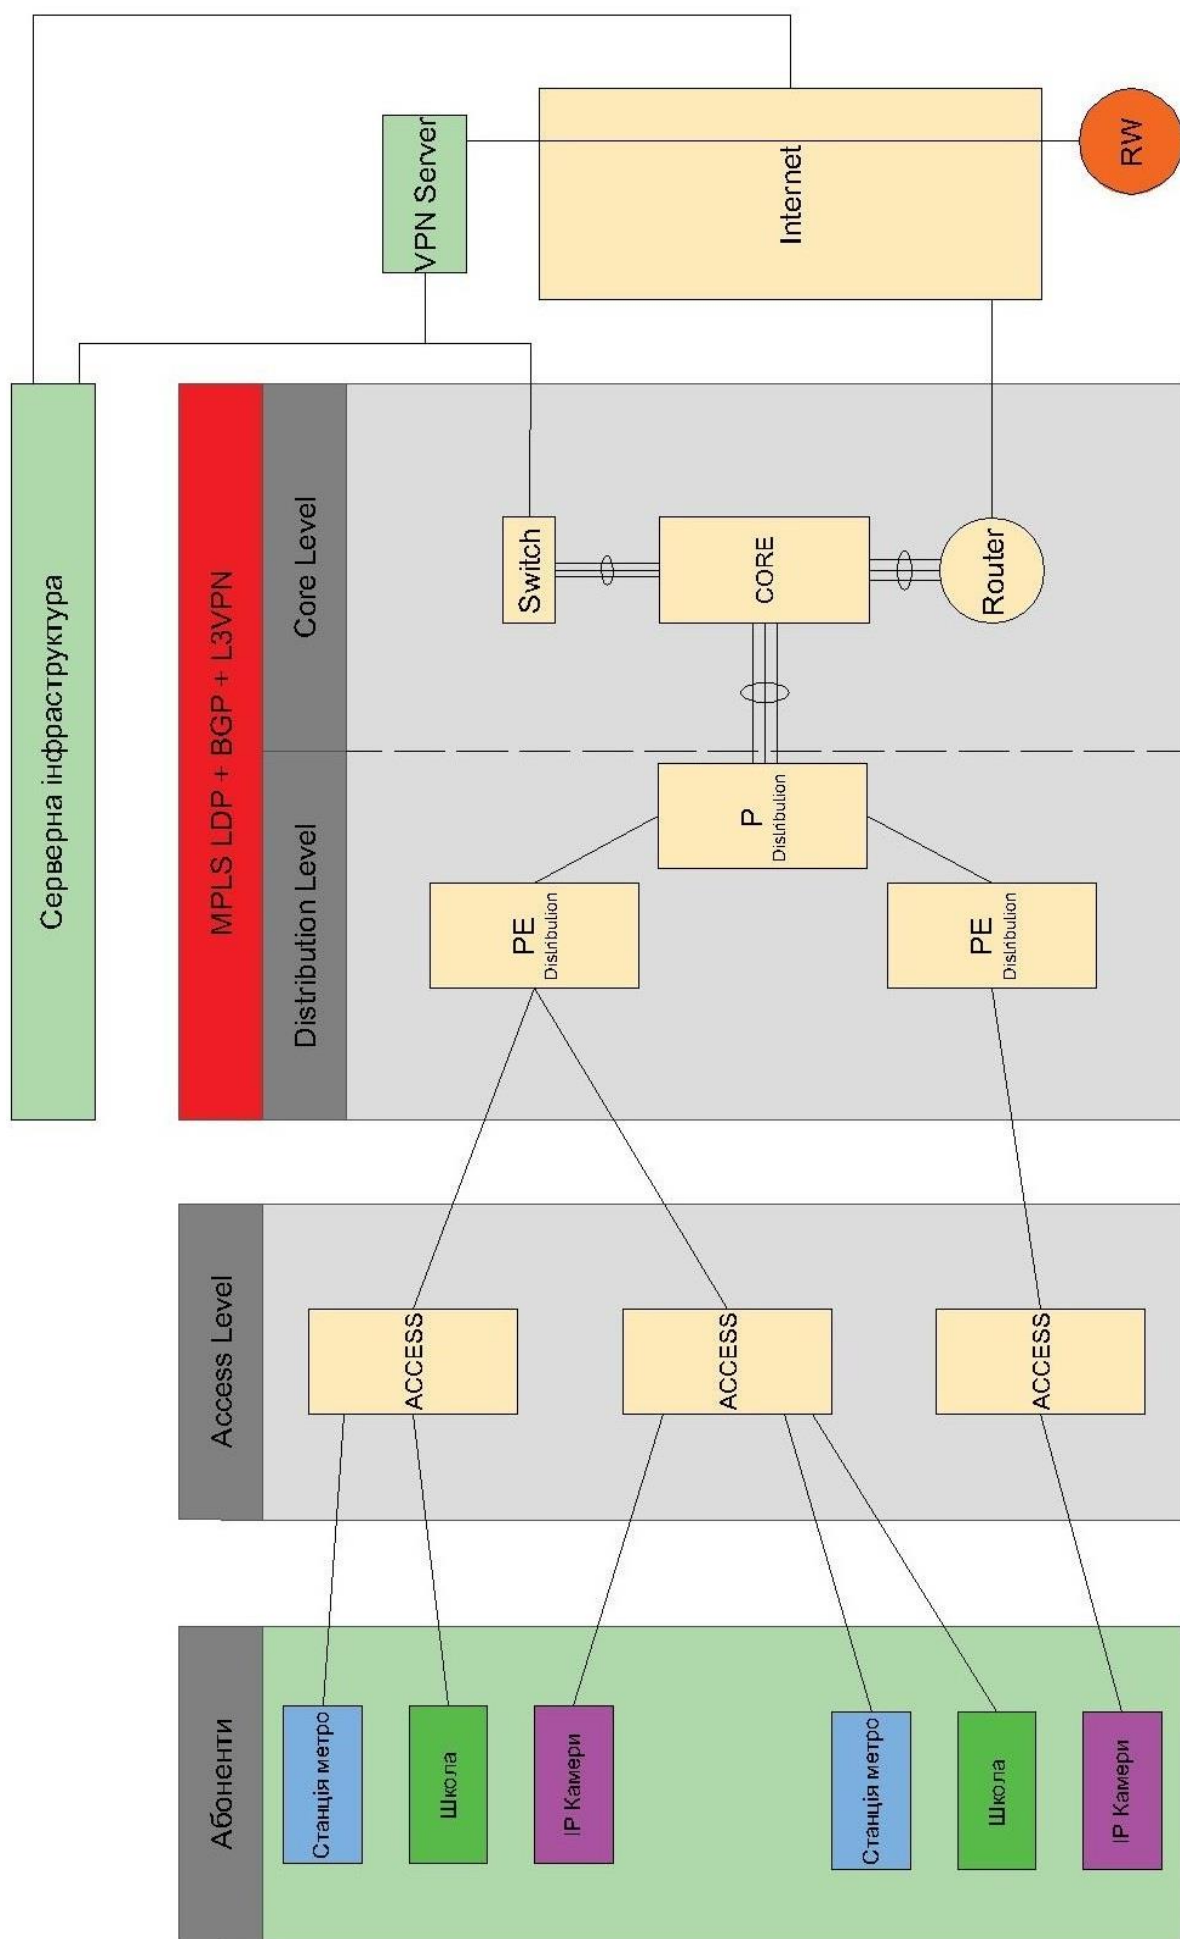 Серверна інфраструктура
Абоненти
Access Level
MPLS LDP + BGP + L3VPN
Distribution Level
Core Level
Станція метро
ACCESS
VPN Server
Школа
PE
Distribution
Switch
IP Камери
ACCESS
P
Distribution
CORE
Internet
Станція метро
PE
Distribution
Router
Школа
ACCESS
IP Камери
RW